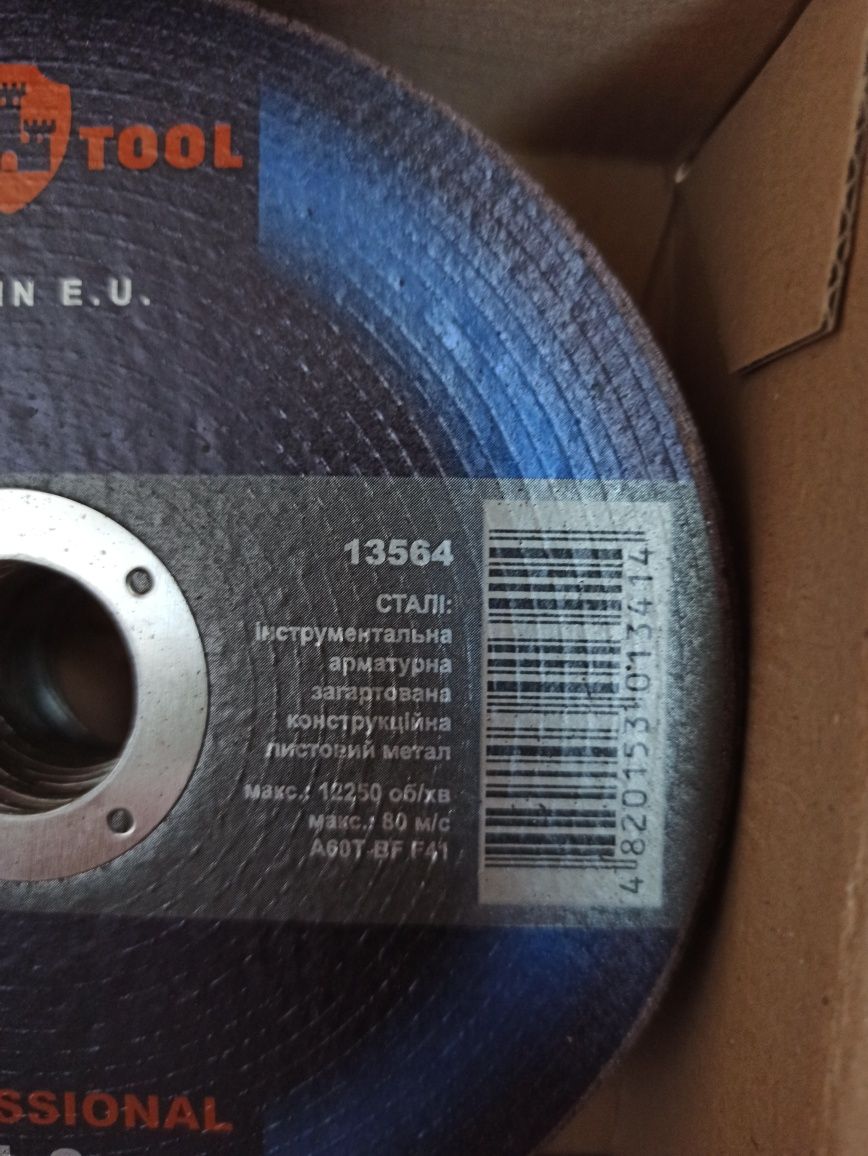 TOOL
IN E.U.
13564
СТАЛІ:
інструментальна
арматурна
загартована
конструкційна
листовий метал
макс.: 12250 об/хв
макс.: 80 м/с
A60T-BF F41
4820153013414
SSIONAL